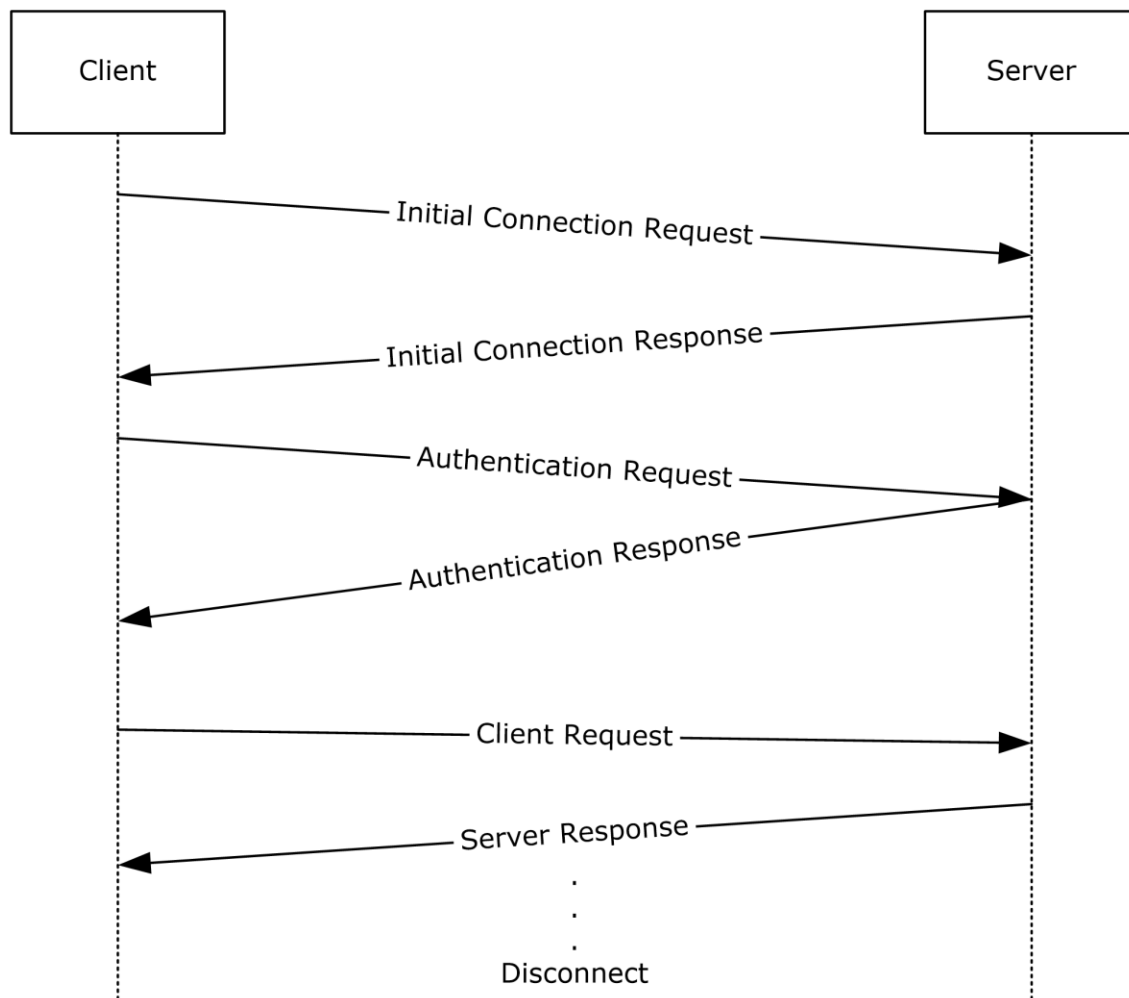 Client
Server
Initial Connection Request
Initial Connection Response
Authentication Request
Authentication Response
Client Request
Server Response
.
.
.
Disconnect